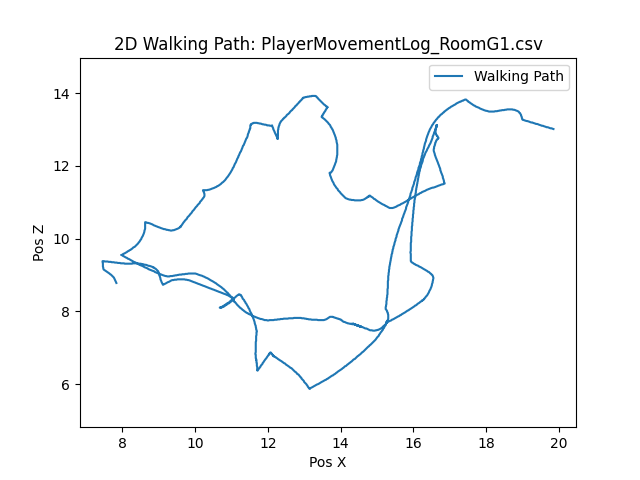 2D Walking Path: PlayerMovementLog_RoomG1.csv
Walking Path
14
12
10
8
6
Pos Z
8 10 12 14 16 18 20
Pos X